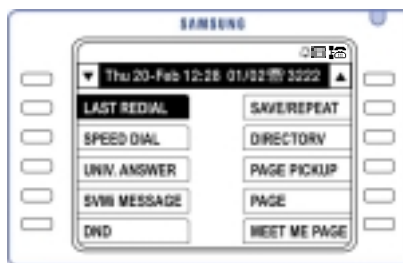 SAMSUNG
Thu 20-Feb 12:28 01/02 3222
LAST REDIAL SAVE/REPEAT
SPEED DIAL DIRECTORY
UNIV. ANSWER PAGE PICKUP
SVMi MESSAGE PAGE
DND MEET ME PAGE